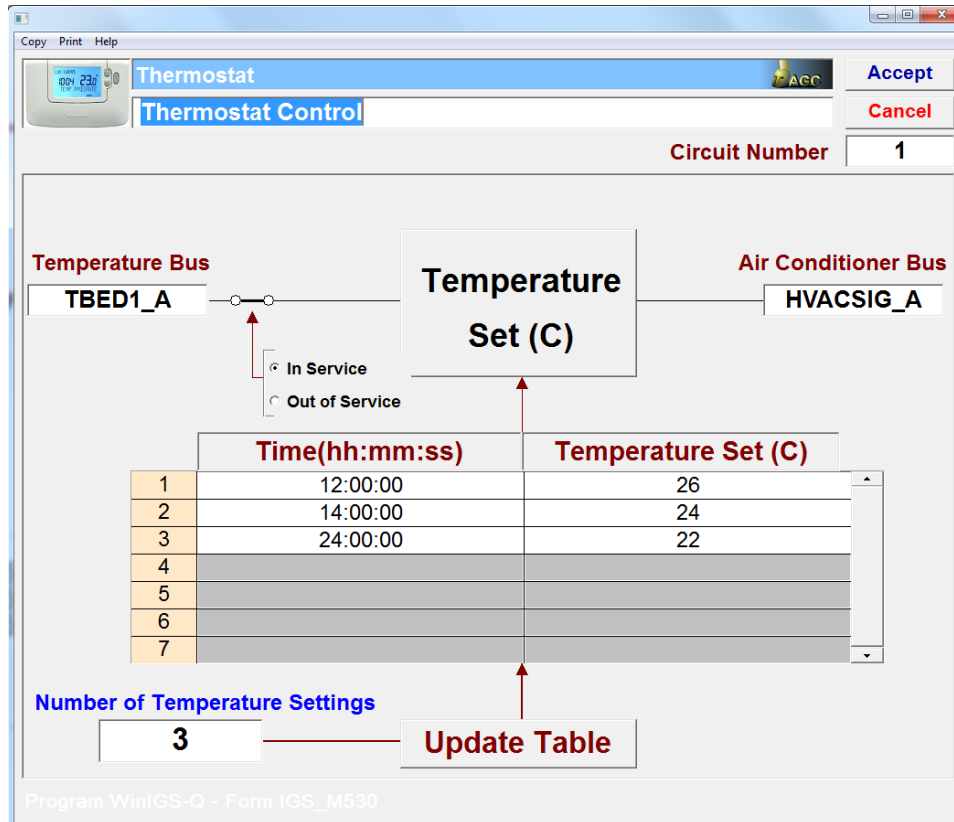 Copy Print Help
Thermostat
AGC
Accept
Thermostat Control
Cancel
Circuit Number 1
Temperature Bus
Air Conditioner Bus
TBED1_A
Temperature
Set (C)
HVACSIG_A
In Service
Out of Service
Time(hh:mm:ss) Temperature Set (C)
1 12:00:00 26
2 14:00:00 24
3 24:00:00 22
4
5
6
7
Number of Temperature Settings
3
Update Table
Program WinIGS-Q - Form IGS_M530